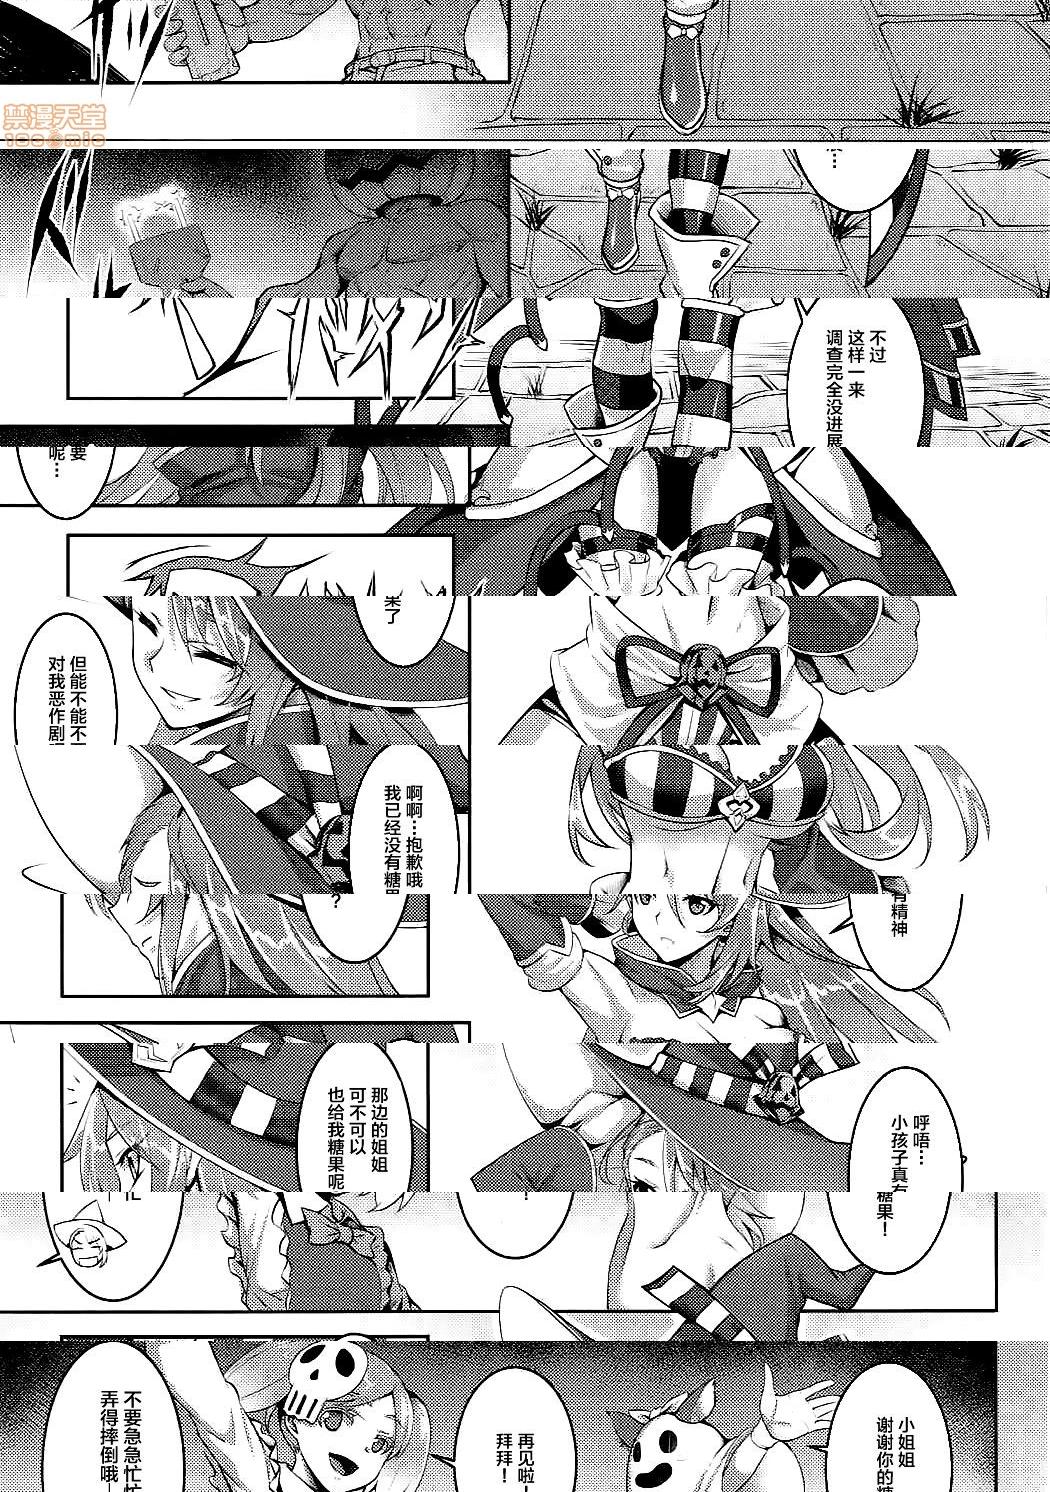 禁漫天堂
18comic
不过
这样一来
调查完全没进展
要
呢…
来了
但能不能不
对我恶作剧
啊啊…抱歉哦
我已经没有糖果
?
有精神
呼唔…
小孩子真有
糖果！
那边的姐姐
可不可以
也给我糖果呢
小姐姐
谢谢你的糖
再见啦！
拜拜！
不要急急忙忙
弄得摔倒哦